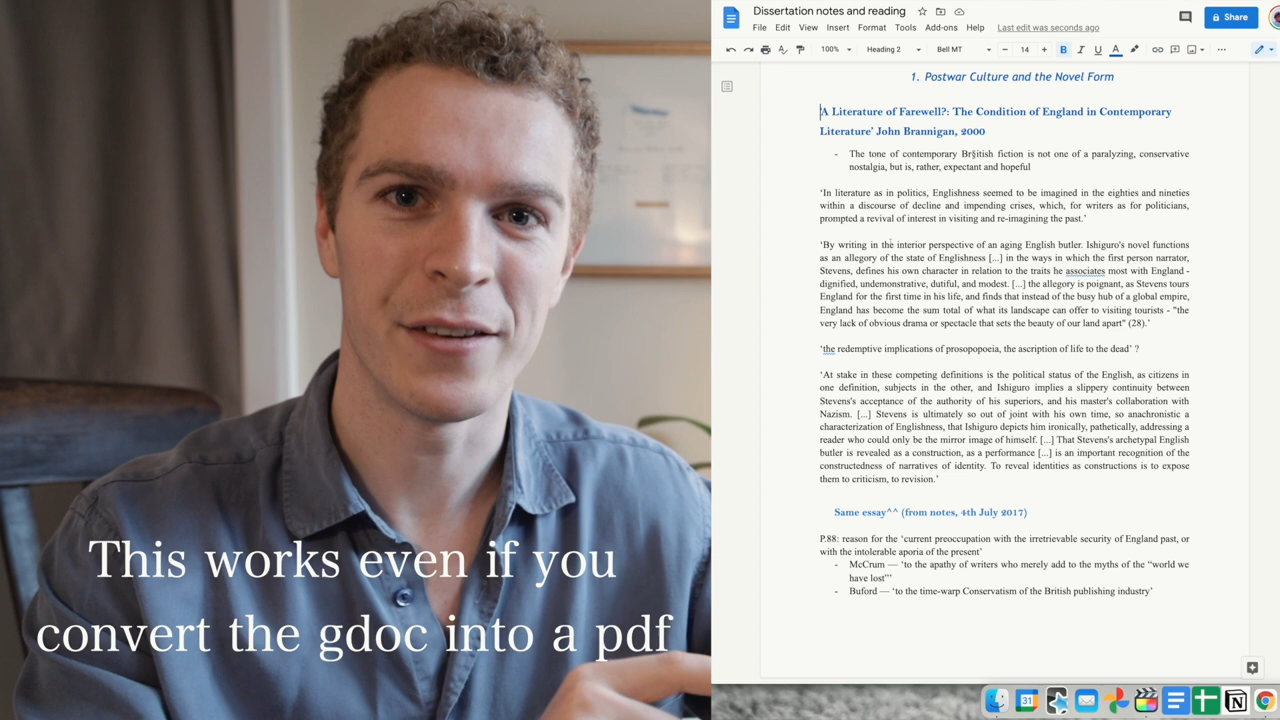 This works even if you
convert the gdoc into a pdf
Dissertation notes and reading
File Edit View Insert Format Tools Add-ons Help Last edit was seconds ago
Share
100% Heading 2 Bell MT 14 B I U A
1. Postwar Culture and the Novel Form
'A Literature of Farewell?: The Condition of England in Contemporary
Literature' John Brannigan, 2000
- The tone of contemporary Br§itish fiction is not one of a paralyzing, conservative
nostalgia, but is, rather, expectant and hopeful
'In literature as in politics, Englishness seemed to be imagined in the eighties and nineties
within a discourse of decline and impending crises, which, for writers as for politicians,
prompted a revival of interest in visiting and re-imagining the past.'
'By writing in the interior perspective of an aging English butler. Ishiguro's novel functions
as an allegory of the state of Englishness [...] in the ways in which the first person narrator,
Stevens, defines his own character in relation to the traits he associates most with England -
dignified, undemonstrative, dutiful, and modest. [...] the allegory is poignant, as Stevens tours
England for the first time in his life, and finds that instead of the busy hub of a global empire,
England has become the sum total of what its landscape can offer to visiting tourists - "the
very lack of obvious drama or spectacle that sets the beauty of our land apart" (28).'
'the redemptive implications of prosopopoeia, the ascription of life to the dead' ?
'At stake in these competing definitions is the political status of the English, as citizens in
one definition, subjects in the other, and Ishiguro implies a slippery continuity between
Stevens's acceptance of the authority of his superiors, and his master's collaboration with
Nazism. [...] Stevens is ultimately so out of joint with his own time, so anachronistic a
characterization of Englishness, that Ishiguro depicts him ironically, pathetically, addressing a
reader who could only be the mirror image of himself. [...] That Stevens's archetypal English
butler is revealed as a construction, as a performance [...] is an important recognition of the
constructedness of narratives of identity. To reveal identities as constructions is to expose
them to criticism, to revision.'
Same essay^^ (from notes, 4th July 2017)
P.88: reason for the 'current preoccupation with the irretrievable security of England past, or
with the intolerable aporia of the present'
- McCrum — 'to the apathy of writers who merely add to the myths of the "world we
have lost"'
- Buford — 'to the time-warp Conservatism of the British publishing industry'
31